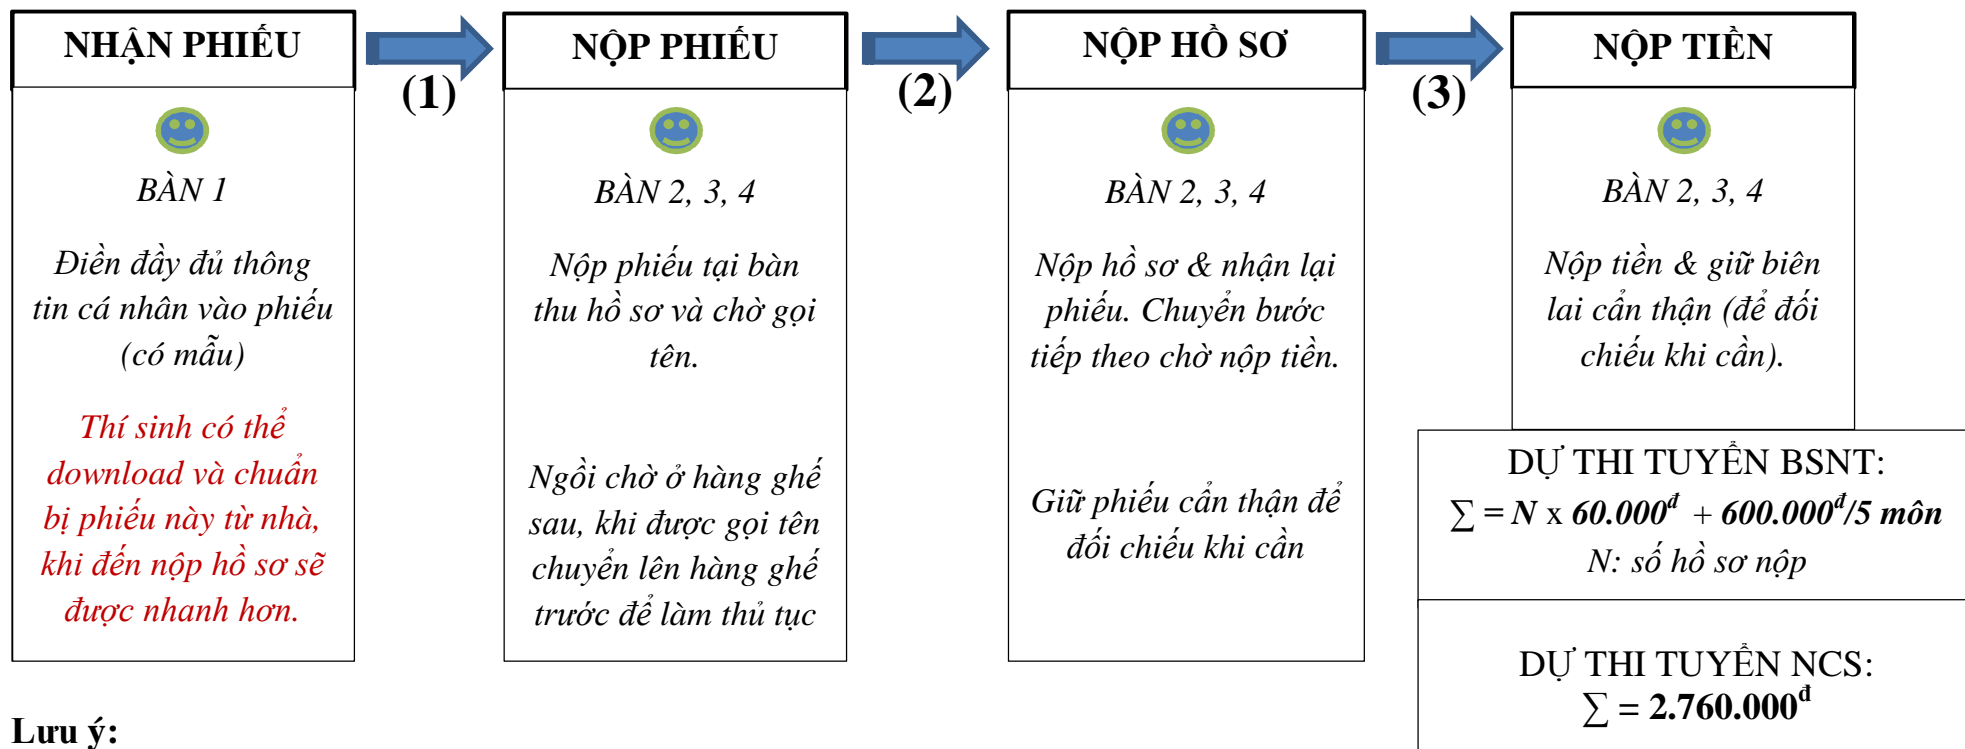 NHẬN PHIẾU
(1)
NỘP PHIẾU
(2)
NỘP HỒ SƠ
(3)
NỘP TIỀN
BÀN 1
Điền đầy đủ thông
tin cá nhân vào phiếu
(có mẫu)
Thí sinh có thể
download và chuẩn
bị phiếu này từ nhà,
khi đến nộp hồ sơ sẽ
được nhanh hơn.
BÀN 2, 3, 4
Nộp phiếu tại bàn
thu hồ sơ và chờ gọi
tên.
Ngồi chờ ở hàng ghế
sau, khi được gọi tên
chuyển lên hàng ghế
trước để làm thủ tục
BÀN 2, 3, 4
Nộp hồ sơ & nhận lại
phiếu. Chuyển bước
tiếp theo chờ nộp tiền.
Giữ phiếu cẩn thận để
đối chiếu khi cần
BÀN 2, 3, 4
Nộp tiền & giữ biên
lai cẩn thận (để đối
chiếu khi cần).
DỰ THI TUYỂN BSNT:
∑ = N x 60.000đ + 600.000đ/5 môn
N: số hồ sơ nộp
DỰ THI TUYỂN NCS:
∑ = 2.760.000đ
Lưu ý: